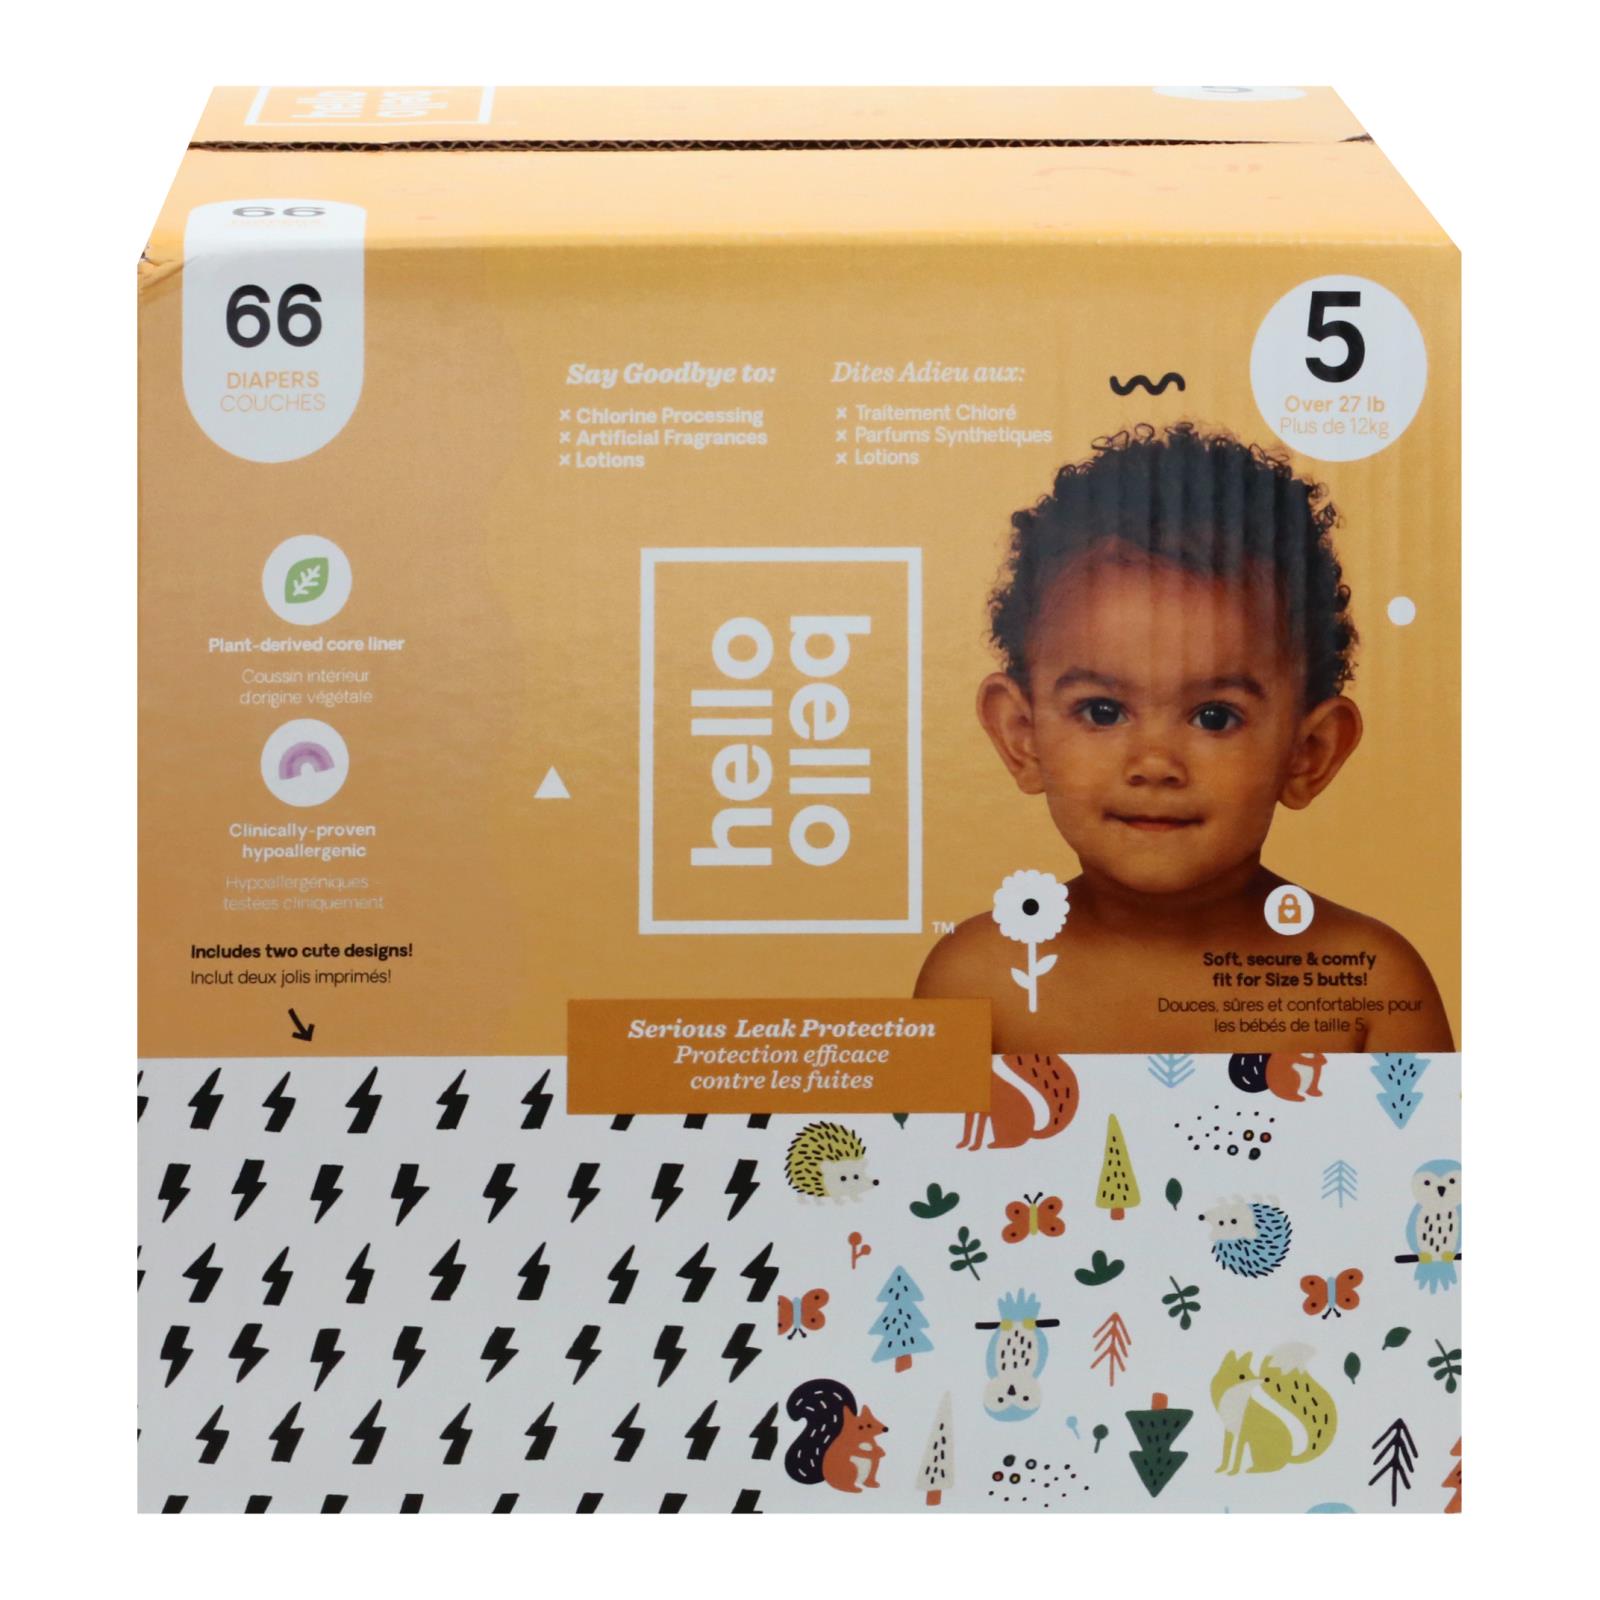 hello
bello
66
66
DIAPERS
COUCHES
5
Over 27 lb
Plus de 12kg
Say Goodbye to:
× Chlorine Processing
× Artificial Fragrances
× Lotions
Dites Adieu aux:
× Traitement Chloré
× Parfums Synthetiques
× Lotions
Plant-derived core liner
Coussin intérieur
d'origine végétale
Clinically-proven
hypoallergenic
Hypoallergéniques -
testées cliniquement
Includes two cute designs!
Inclut deux jolis imprimés!
hello
bello
TM
Soft, secure & comfy
fit for Size 5 butts!
Douces, sûres et confortables pour
les bébés de taille 5.
Serious Leak Protection
Protection efficace
contre les fuites